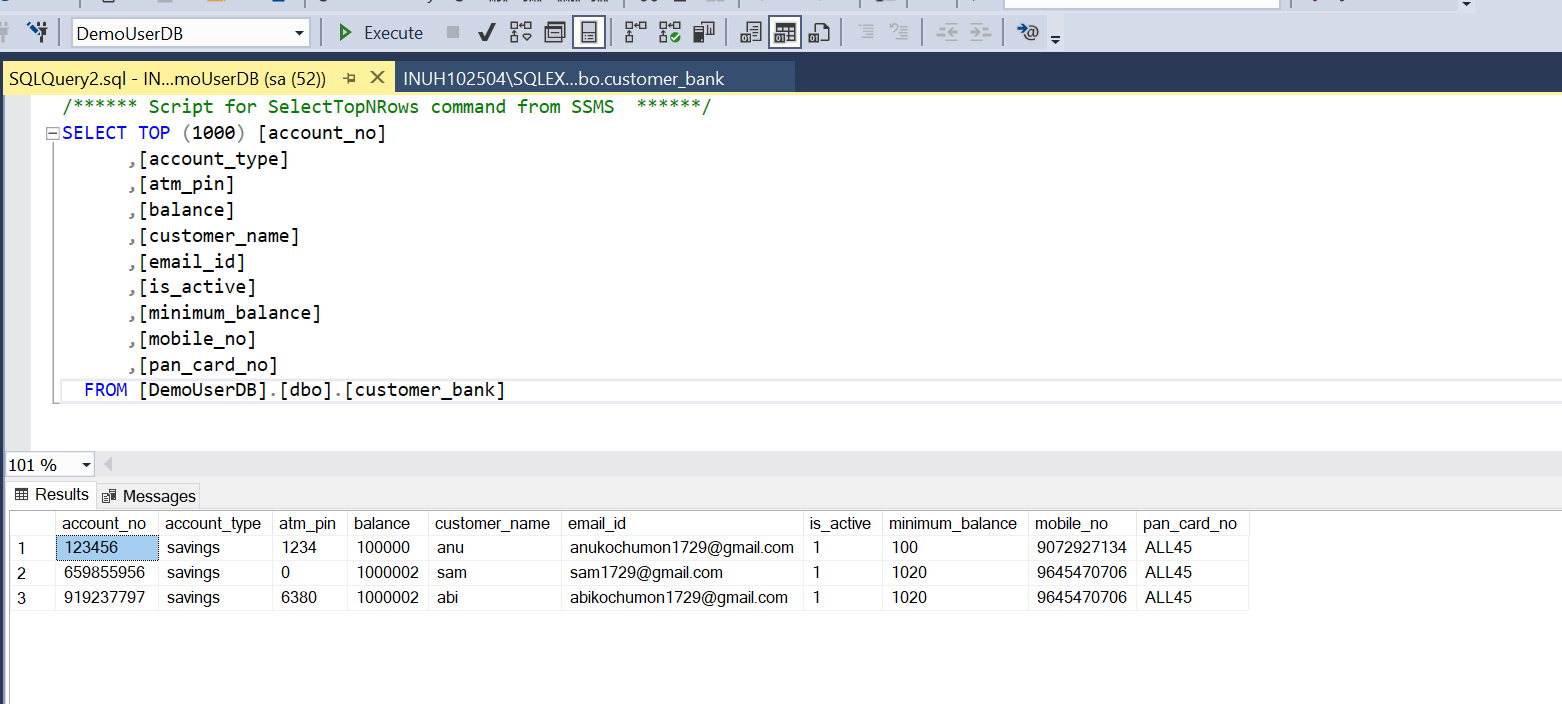 DemoUserDB Execute
SQLQuery2.sql - IN...moUserDB (sa (52)) INUH102504\SQLEX...bo.customer_bank
/****** Script for SelectTopNRows command from SSMS  ******/
SELECT TOP (1000) [account_no]
,[account_type]
,[atm_pin]
,[balance]
,[customer_name]
,[email_id]
,[is_active]
,[minimum_balance]
,[mobile_no]
,[pan_card_no]
FROM [DemoUserDB].[dbo].[customer_bank]
101 %
Results Messages
account_no account_type atm_pin balance customer_name email_id is_active minimum_balance mobile_no pan_card_no
1 123456 savings 1234 100000 anu anukochumon1729@gmail.com 1 100 9072927134 ALL45
2 659855956 savings 0 1000002 sam sam1729@gmail.com 1 1020 9645470706 ALL45
3 919237797 savings 6380 1000002 abi abikochumon1729@gmail.com 1 1020 9645470706 ALL45